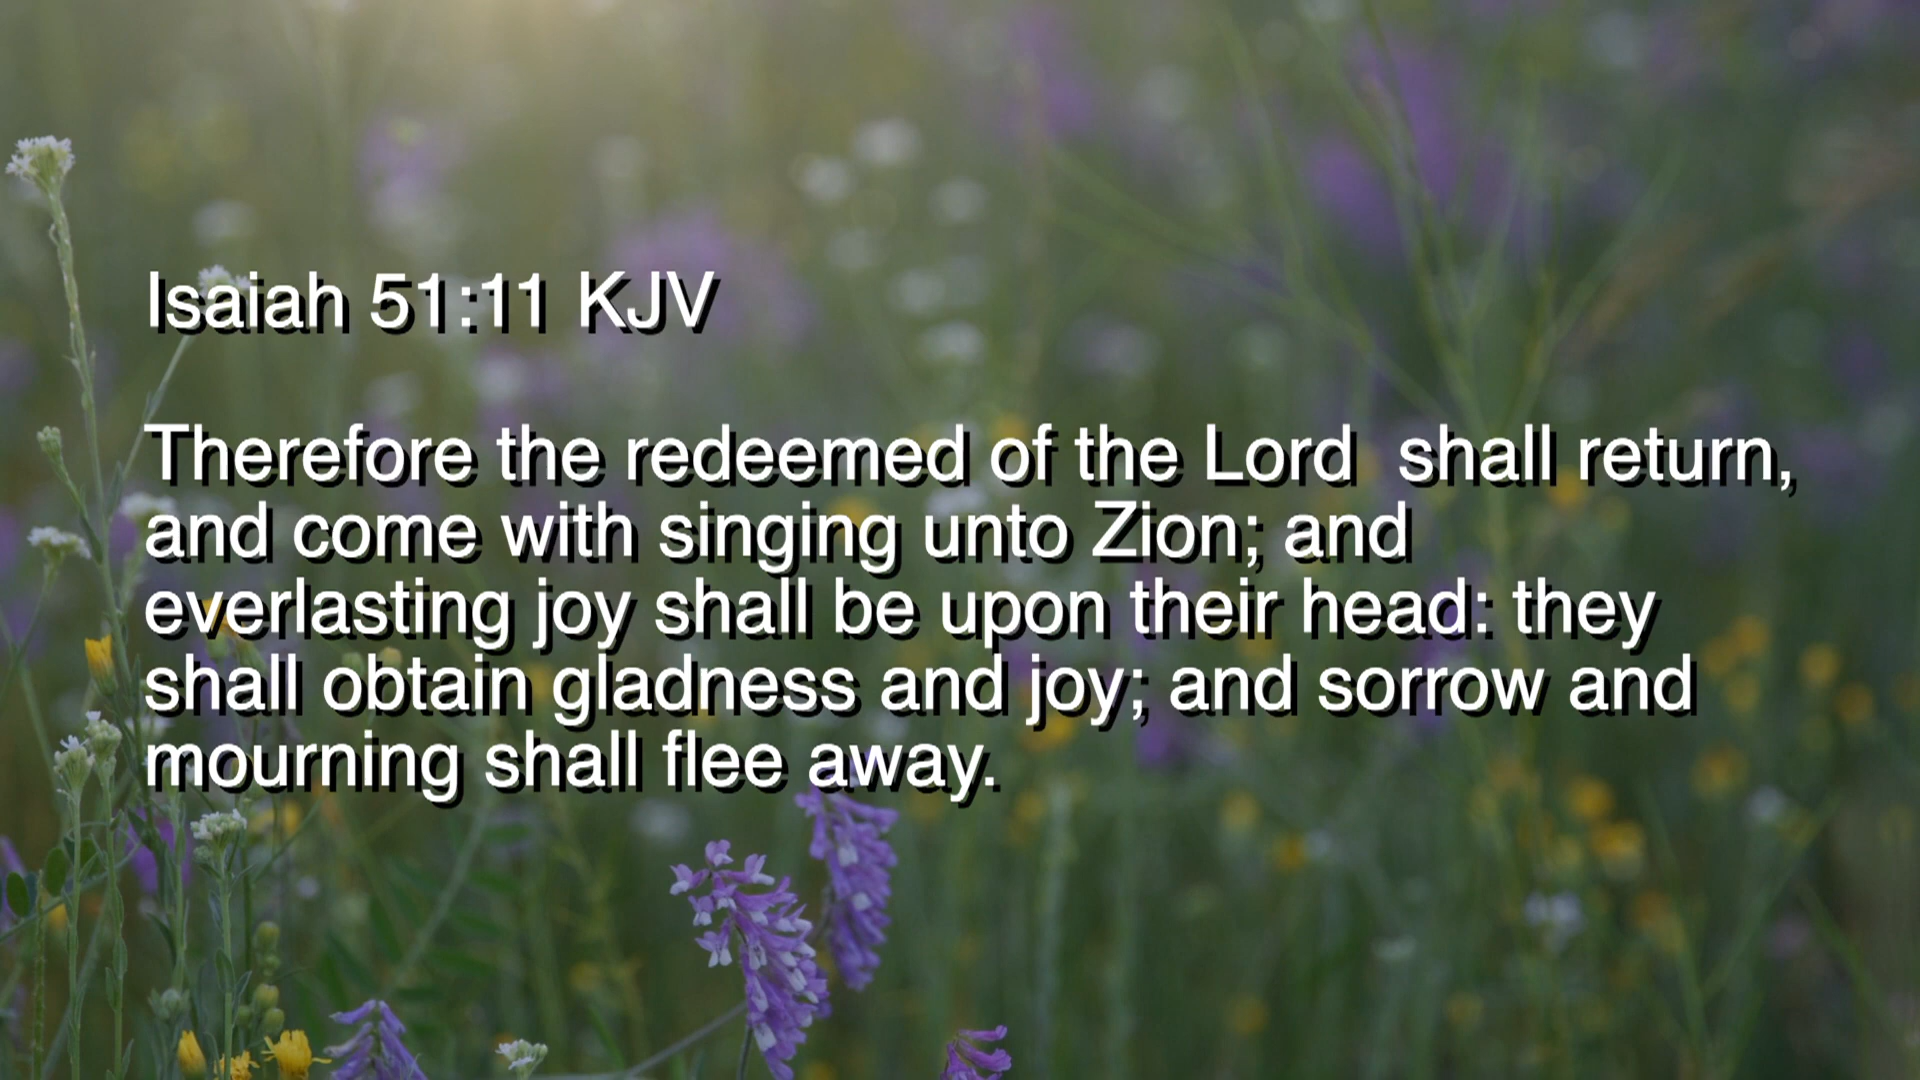 Isaiah 51:11 KJV
Therefore the redeemed of the Lord  shall return,
and come with singing unto Zion; and
everlasting joy shall be upon their head: they
shall obtain gladness and joy; and sorrow and
mourning shall flee away.